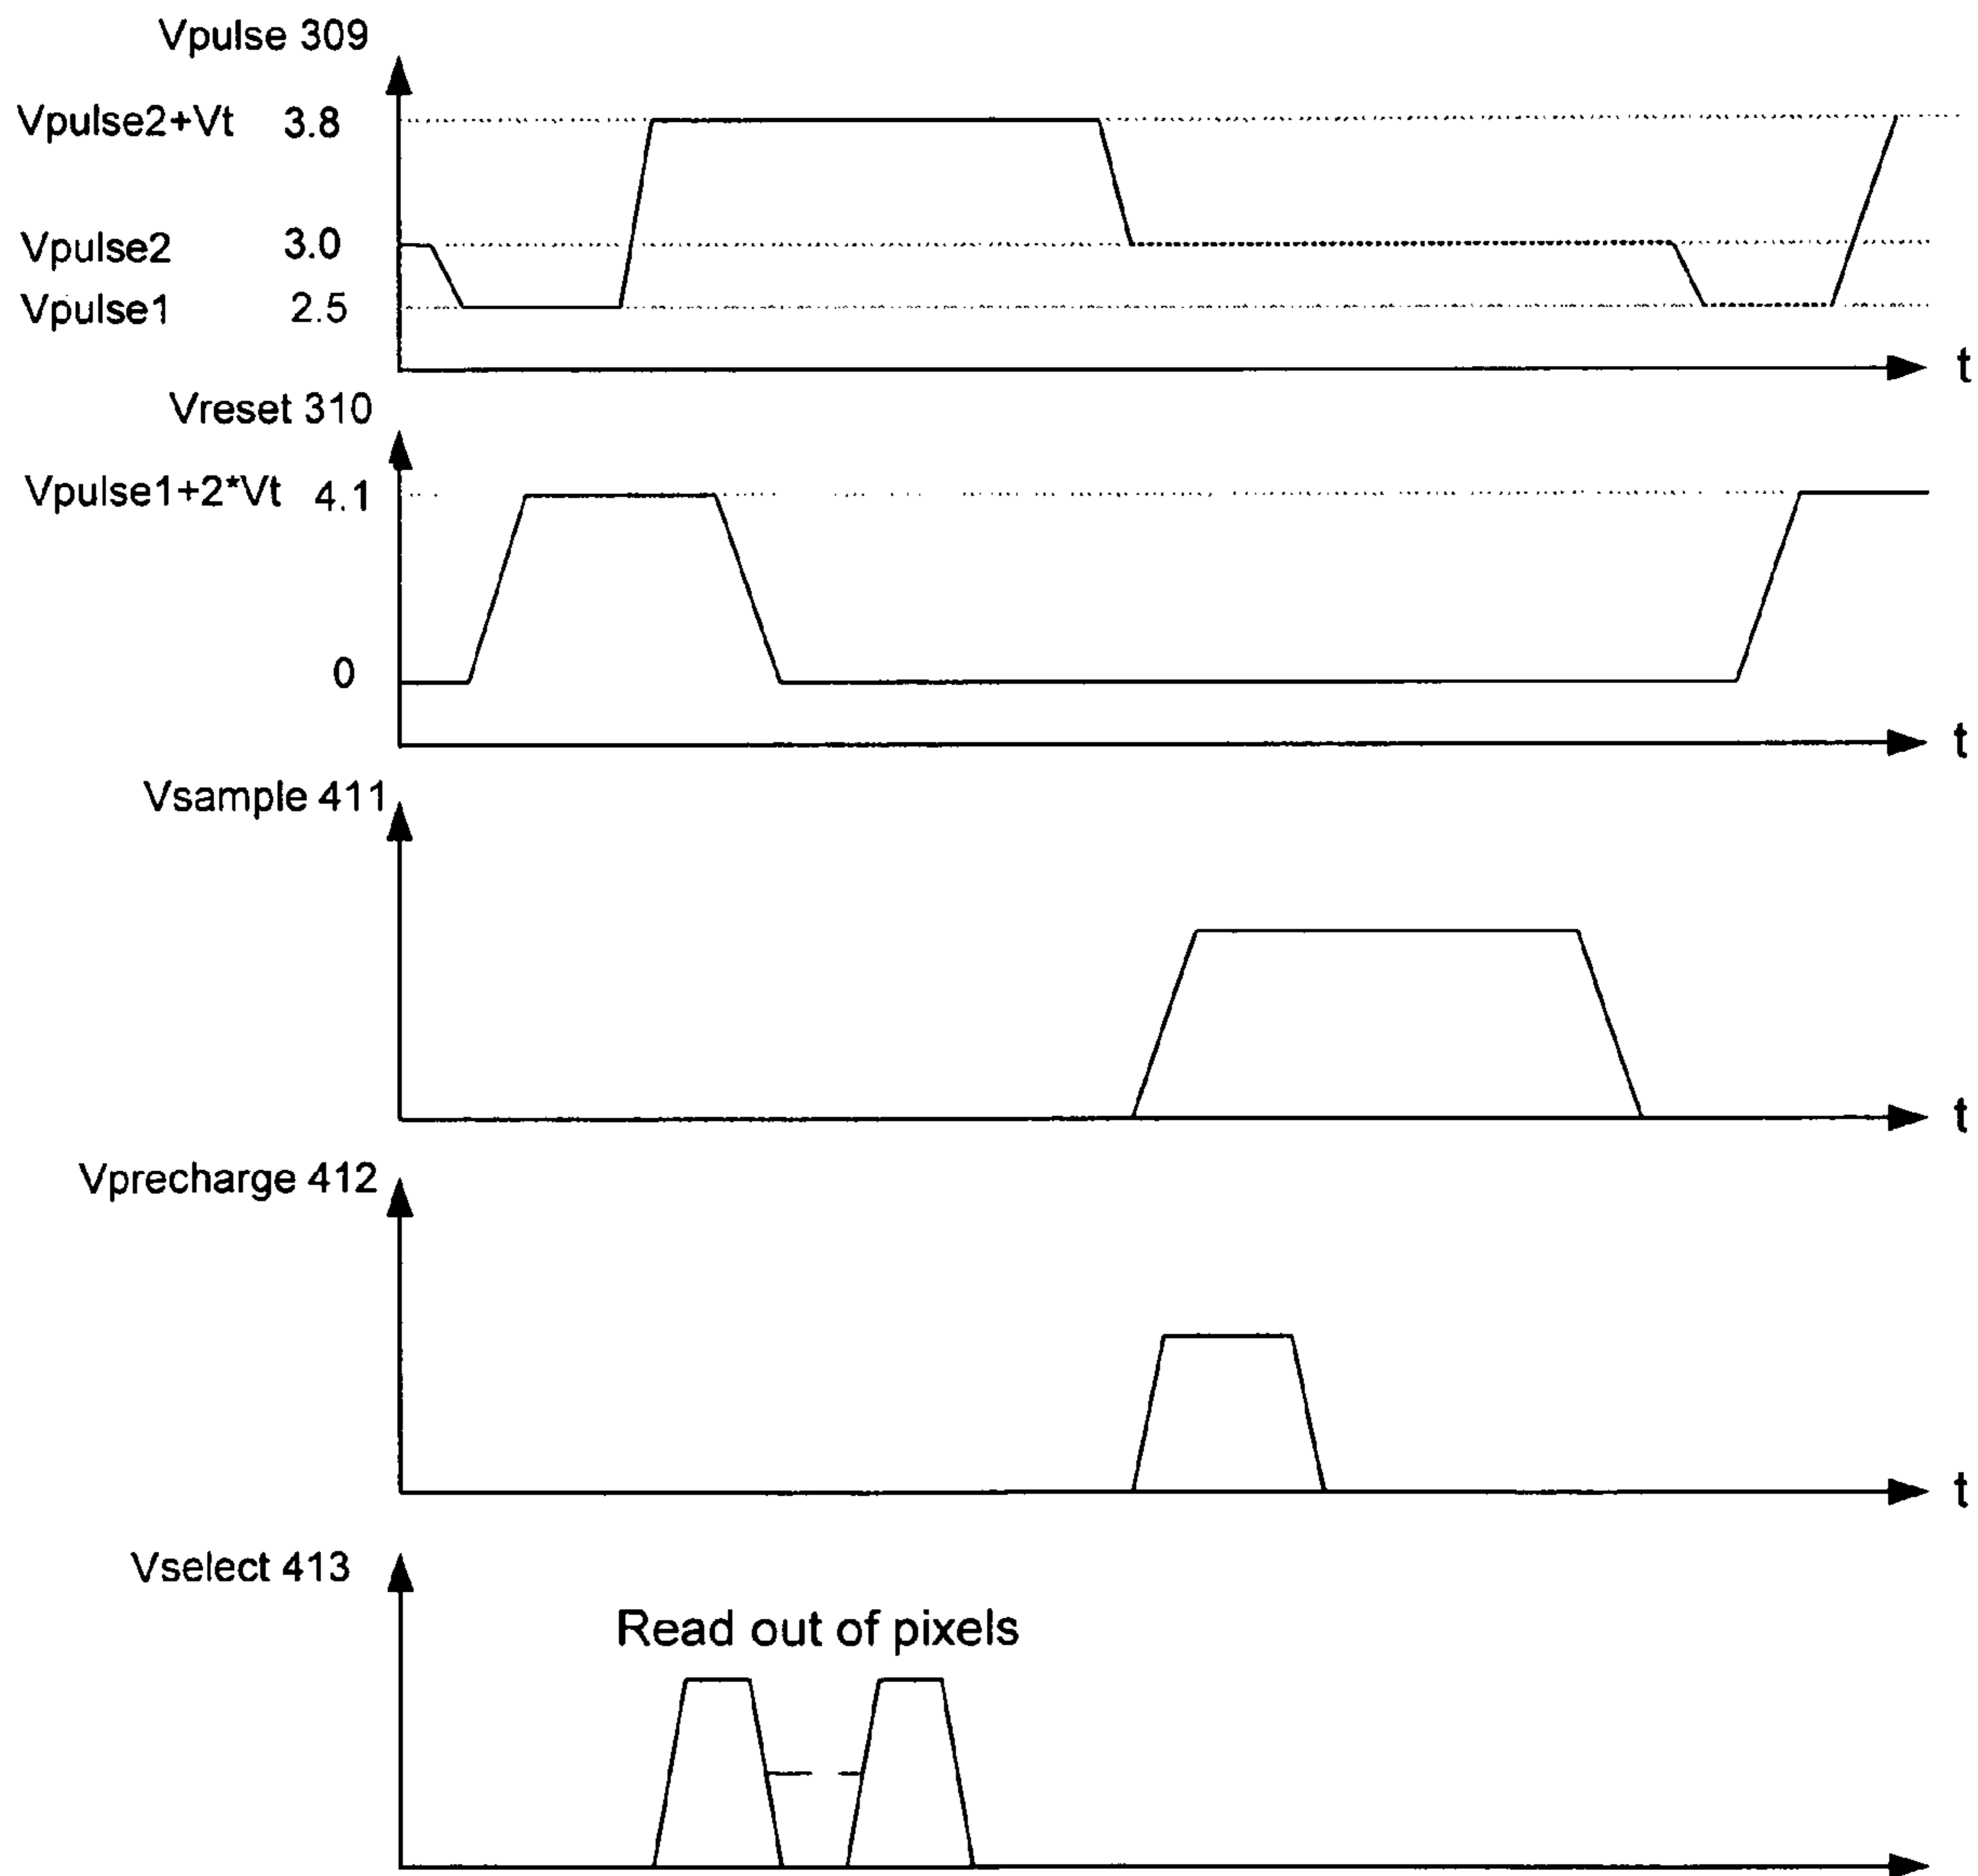 Vpulse 309
Vpulse2+Vt 3.8
Vpulse2 3.0
Vpulse1 2.5
t
Vreset 310
Vpulse1+2*Vt 4.1
0
t
Vsample 411
t
Vprecharge 412
t
Vselect 413
Read out of pixels